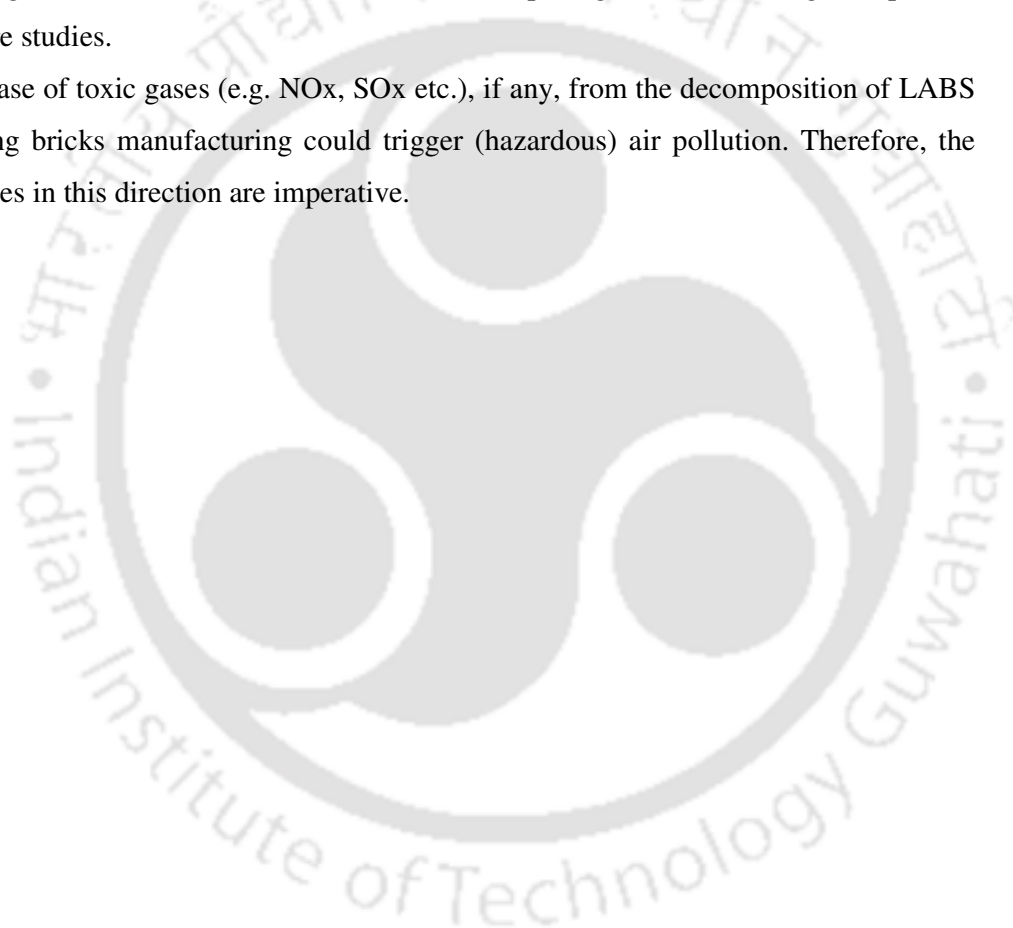 e studies.
ase of toxic gases (e.g. NOx, SOx etc.), if any, from the decomposition of LABS
ng bricks manufacturing could trigger (hazardous) air pollution. Therefore, the
es in this direction are imperative.
• Indian Institute of Technology Guwahati •